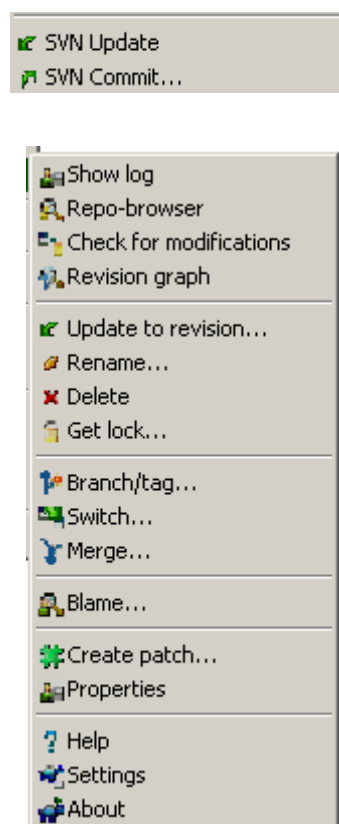 SVN Update
SVN Commit...
Show log
Repo-browser
Check for modifications
Revision graph
Update to revision...
Rename...
Delete
Get lock...
Branch/tag...
Switch...
Merge...
Blame...
Create patch...
Properties
Help
Settings
About